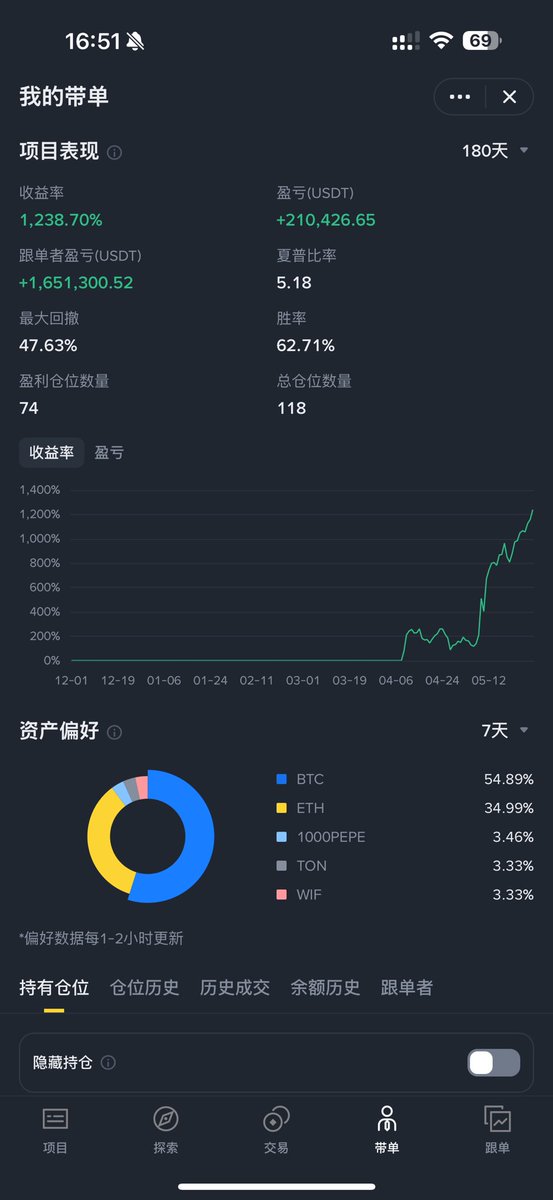 16:51
69
我的带单
项目表现
180天
收益率
盈亏(USDT)
1,238.70%
+210,426.65
跟单者盈亏(USDT)
夏普比率
+1,651,300.52
5.18
最大回撤
胜率
47.63%
62.71%
盈利仓位数量
总仓位数量
74
118
收益率 盈亏
1,400%
1,200%
1,000%
800%
600%
400%
200%
0%
12-01 12-19 01-06 01-24 02-11 03-01 03-19 04-06 04-24 05-12
资产偏好
7天
BTC 54.89%
ETH 34.99%
1000PEPE 3.46%
TON 3.33%
WIF 3.33%
*偏好数据每1-2小时更新
持有仓位 仓位历史 历史成交 余额历史 跟单者
隐藏持仓
项目 探索 交易 带单 跟单